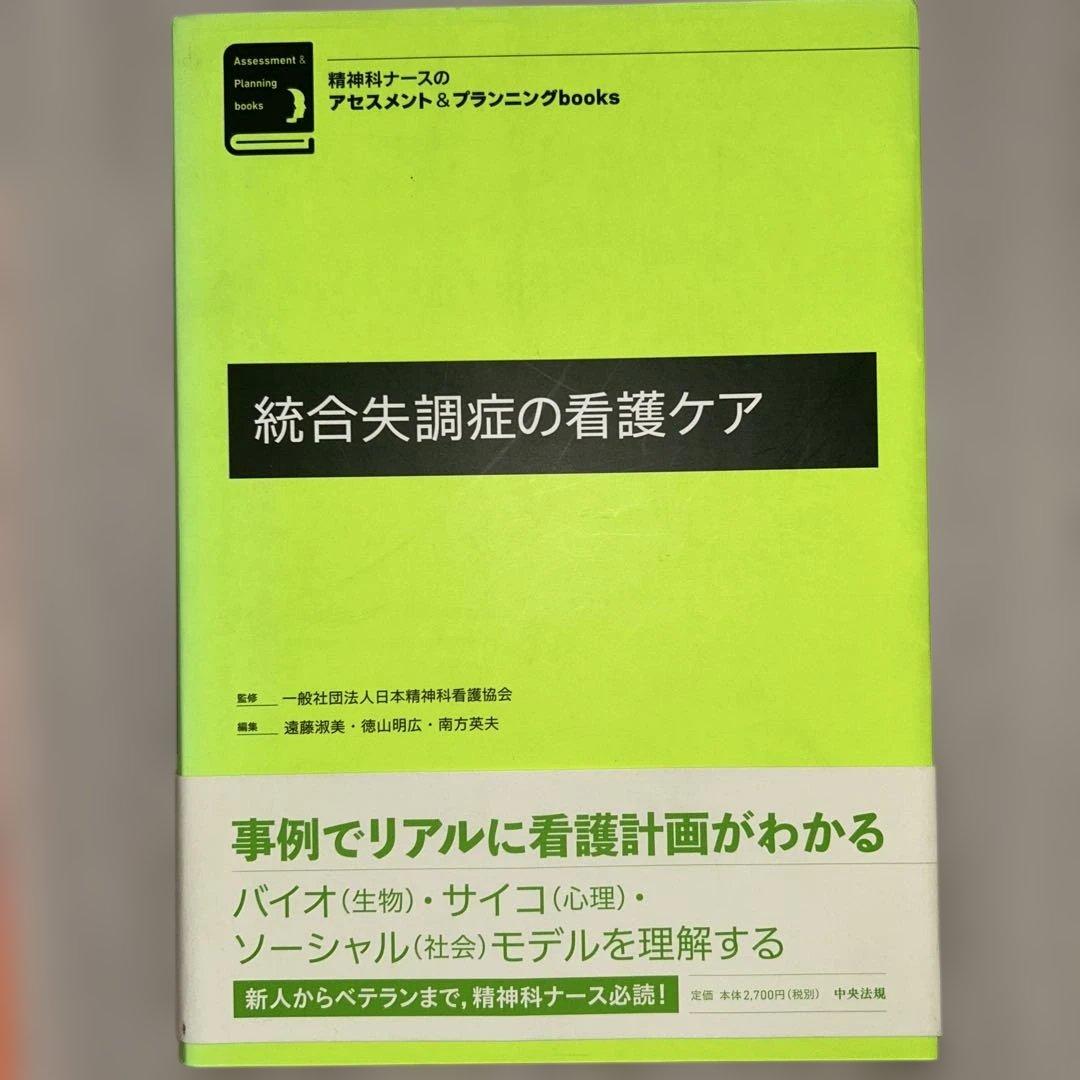 Assessment &
Planning
books
精神科ナースの
アセスメント&プランニングbooks
統合失調症の看護ケア
監修 一般社団法人日本精神科看護協会
編集 遠藤淑美・徳山明広・南方英夫
事例でリアルに看護計画がわかる
バイオ(生物)・サイコ(心理)・
ソーシャル(社会)モデルを理解する
新人からベテランまで,精神科ナース必読!
定価 本体2,700円(税別) 中央法規